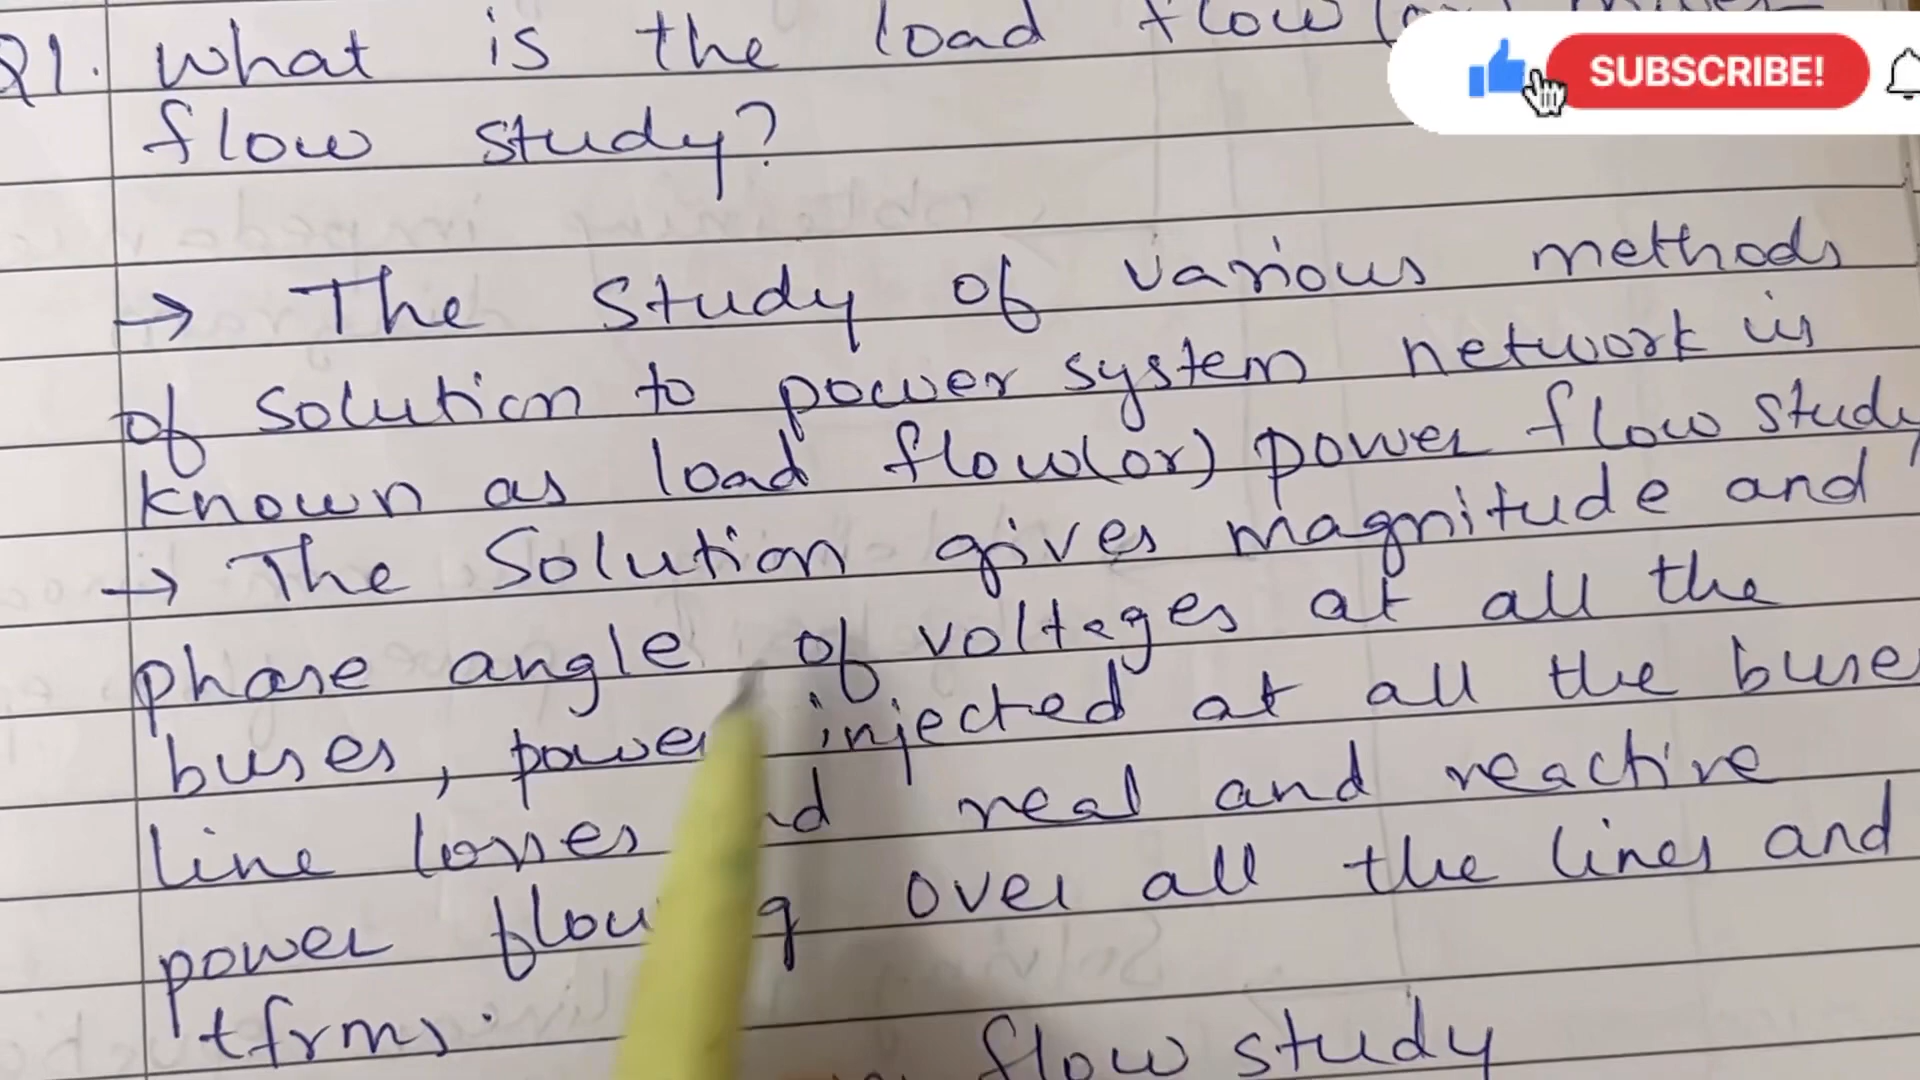 Q1. What is the load flow (or)
SUBSCRIBE!
flow study?
→ The study of various methods
of solution to power system network is
known as load flow(or) power flow study
→ The solution gives magnitude and
phase angle of voltages at all the
buses, power injected at all the buses
line losses and real and reactive
power flowing over all the lines and
tfrms.
flow study